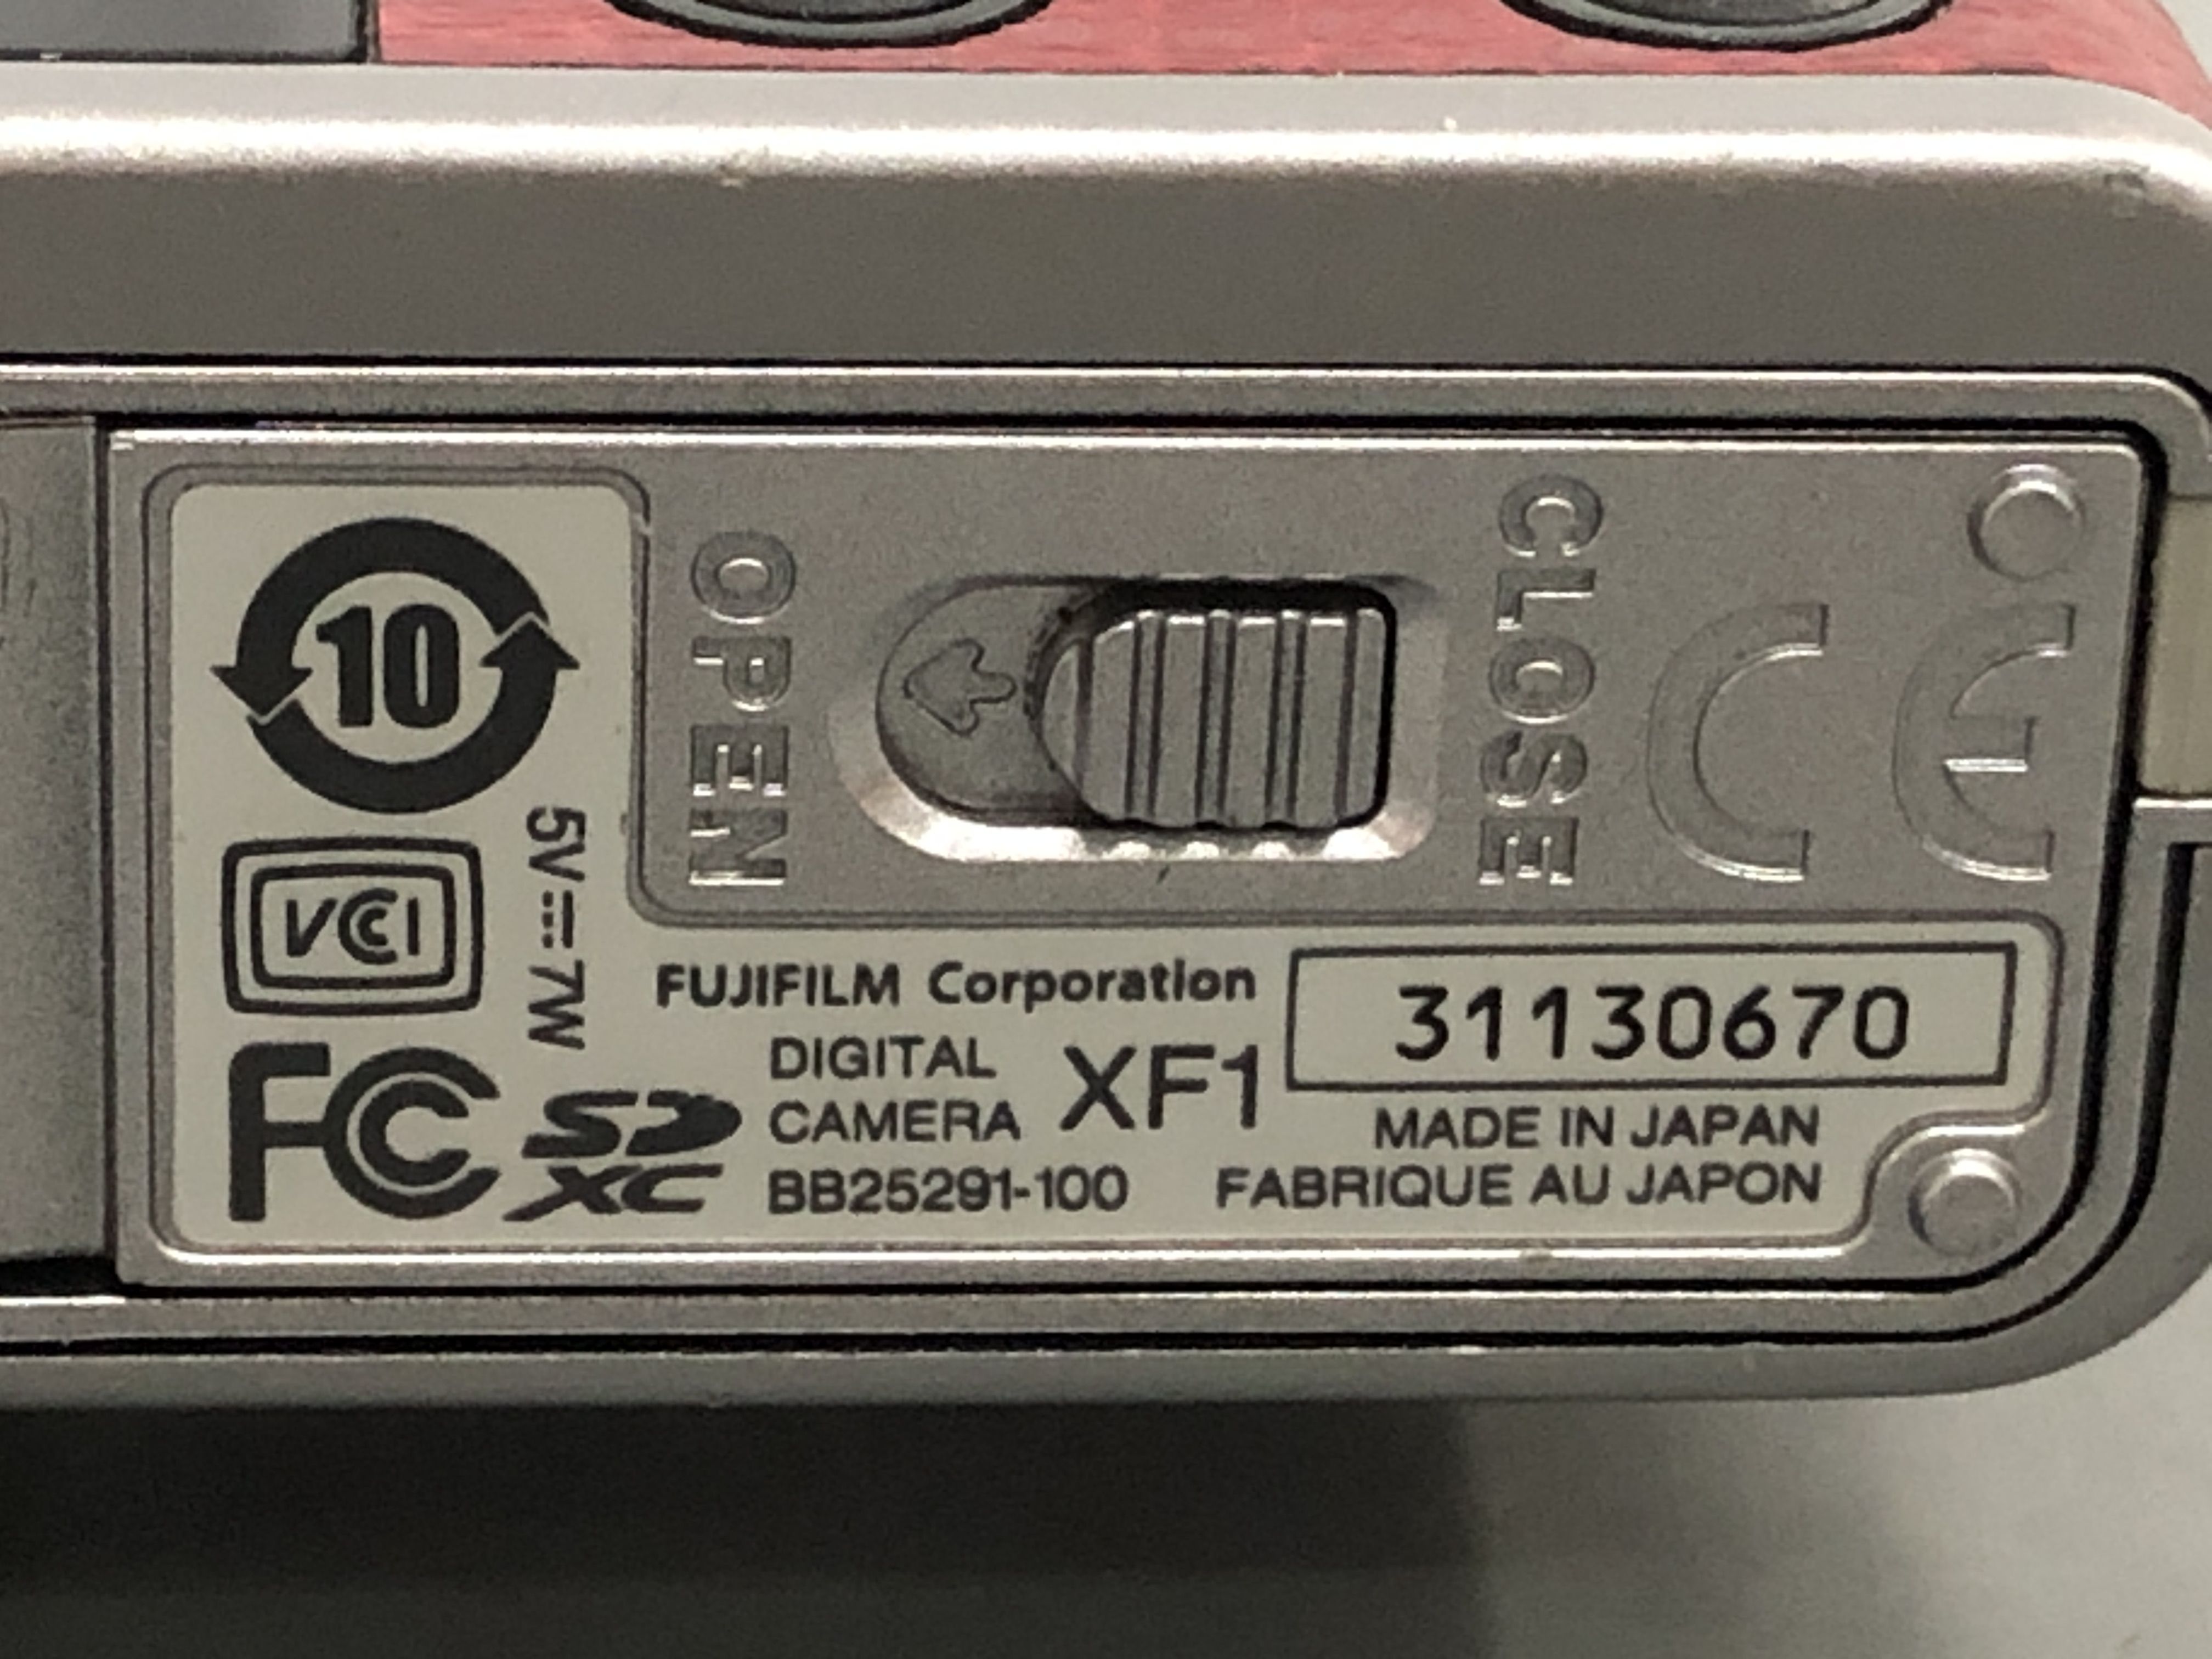 10
OPEN
CLOSE
CE
VCCI
5V⎓7W
FC
SD
XC
FUJIFILM Corporation
DIGITAL
CAMERA
XF1
BB25291-100
31130670
MADE IN JAPAN
FABRIQUE AU JAPON